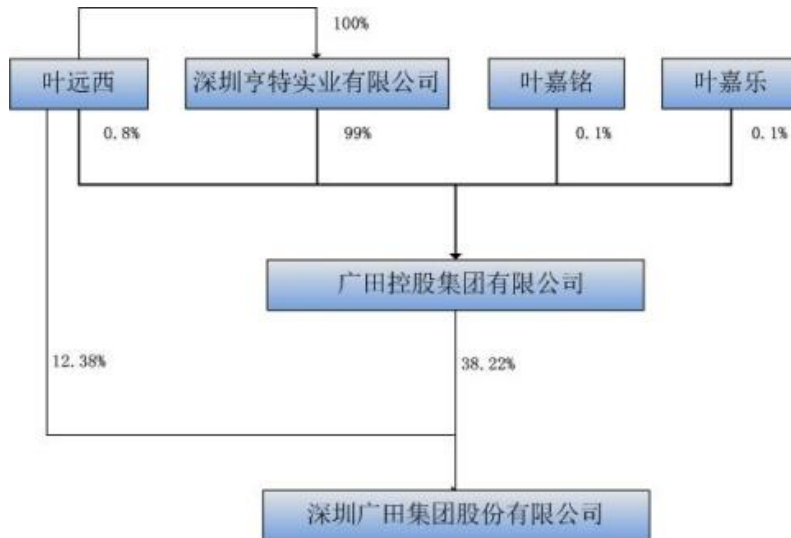 100%
叶远西
深圳亨特实业有限公司
叶嘉铭
叶嘉乐
0.8%
99%
0.1%
0.1%
广田控股集团有限公司
12.38%
38.22%
深圳广田集团股份有限公司